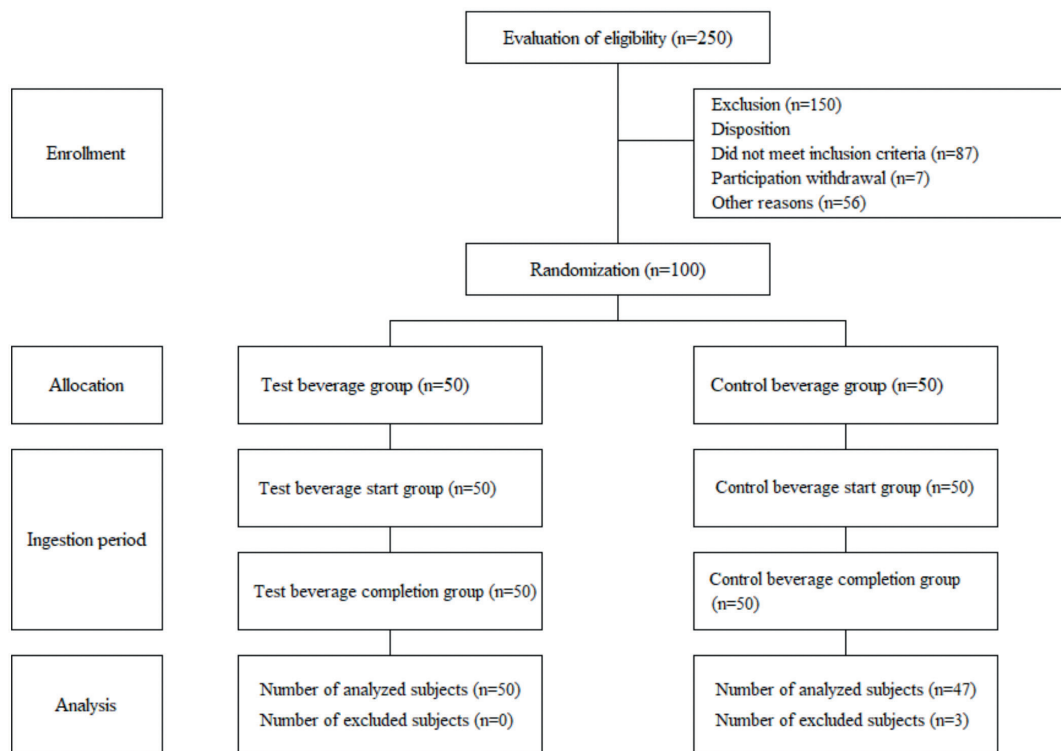 Evaluation of eligibility (n=250)
Enrollment
Exclusion (n=150)
Disposition
Did not meet inclusion criteria (n=87)
Participation withdrawal (n=7)
Other reasons (n=56)
Randomization (n=100)
Allocation
Test beverage group (n=50)
Control beverage group (n=50)
Ingestion period
Test beverage start group (n=50)
Control beverage start group (n=50)
Test beverage completion group (n=50)
Control beverage completion group
(n=50)
Analysis
Number of analyzed subjects (n=50)
Number of excluded subjects (n=0)
Number of analyzed subjects (n=47)
Number of excluded subjects (n=3)